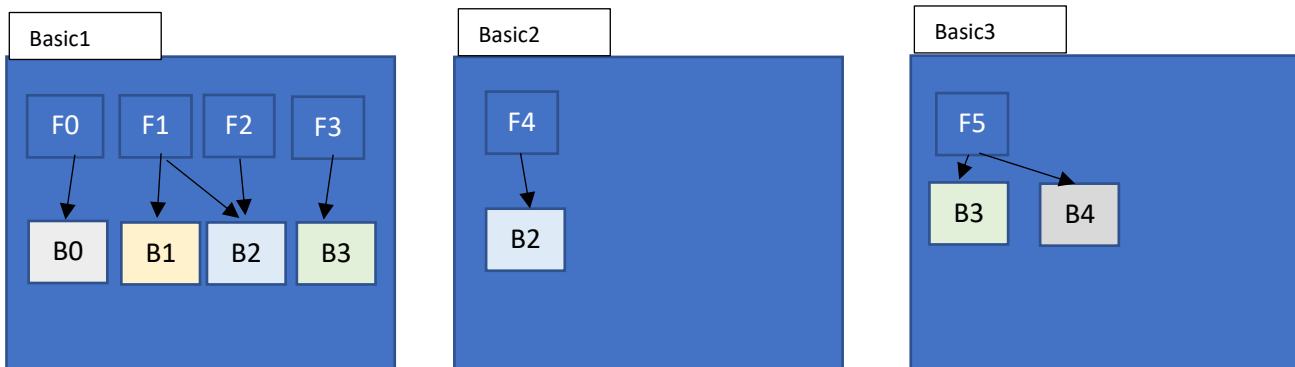 Basic1
F0 F1 F2 F3
B0 B1 B2 B3
Basic2
F4
B2
Basic3
F5
B3 B4